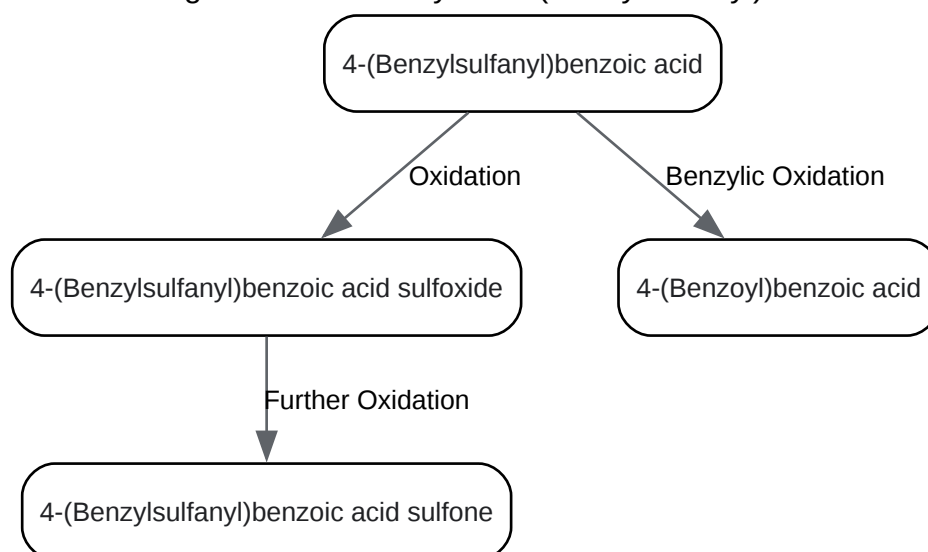 4-(Benzylsulfanyl)benzoic acid
Oxidation
Benzylic Oxidation
4-(Benzylsulfanyl)benzoic acid sulfoxide
4-(Benzoyl)benzoic acid
Further Oxidation
4-(Benzylsulfanyl)benzoic acid sulfone